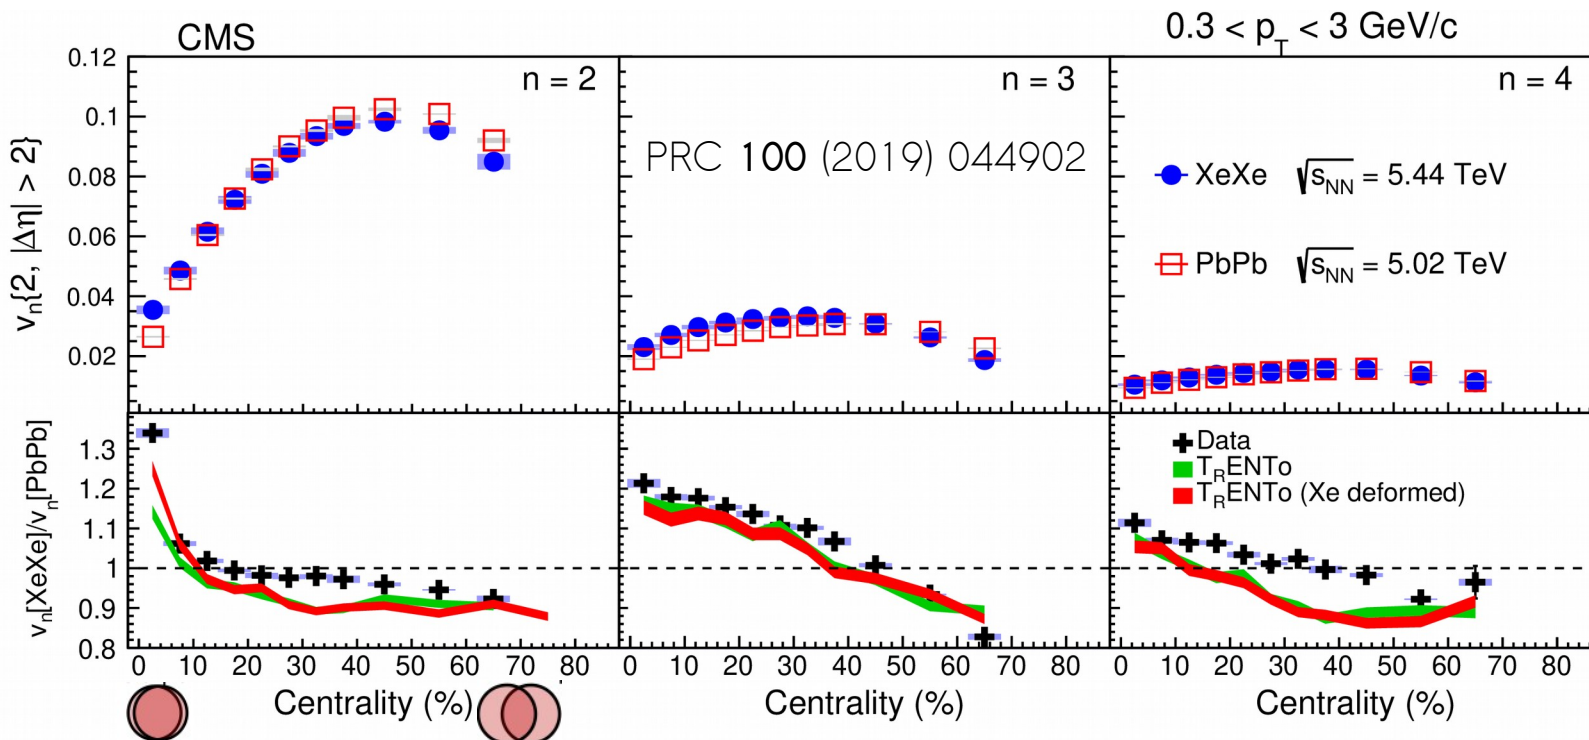 CMS
0.3 < p_T < 3 GeV/c
n = 2
n = 3
n = 4
v_n{2, |Δη| > 2}
0.12
0.1
0.08
0.06
0.04
0.02
PRC 100 (2019) 044902
XeXe √s_NN = 5.44 TeV
PbPb √s_NN = 5.02 TeV
v_n[XeXe]/v_n[PbPb]
1.3
1.2
1.1
1
0.9
0.8
Data
T_RENTo
T_RENTo (Xe deformed)
0 10 20 30 40 50 60 70 80
0 10 20 30 40 50 60 70 80
0 10 20 30 40 50 60 70 80
Centrality (%)
Centrality (%)
Centrality (%)